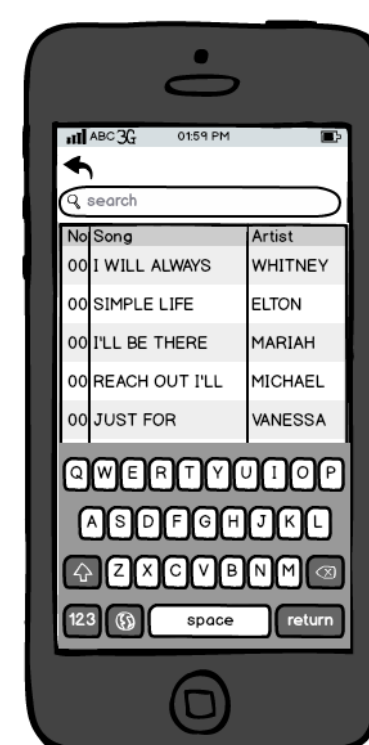 ABC 3G 01:59 PM
search
No Song Artist
00 I WILL ALWAYS WHITNEY
00 SIMPLE LIFE ELTON
00 I'LL BE THERE MARIAH
00 REACH OUT I'LL MICHAEL
00 JUST FOR VANESSA
Q W E R T Y U I O P
A S D F G H J K L
Z X C V B N M
123 space return